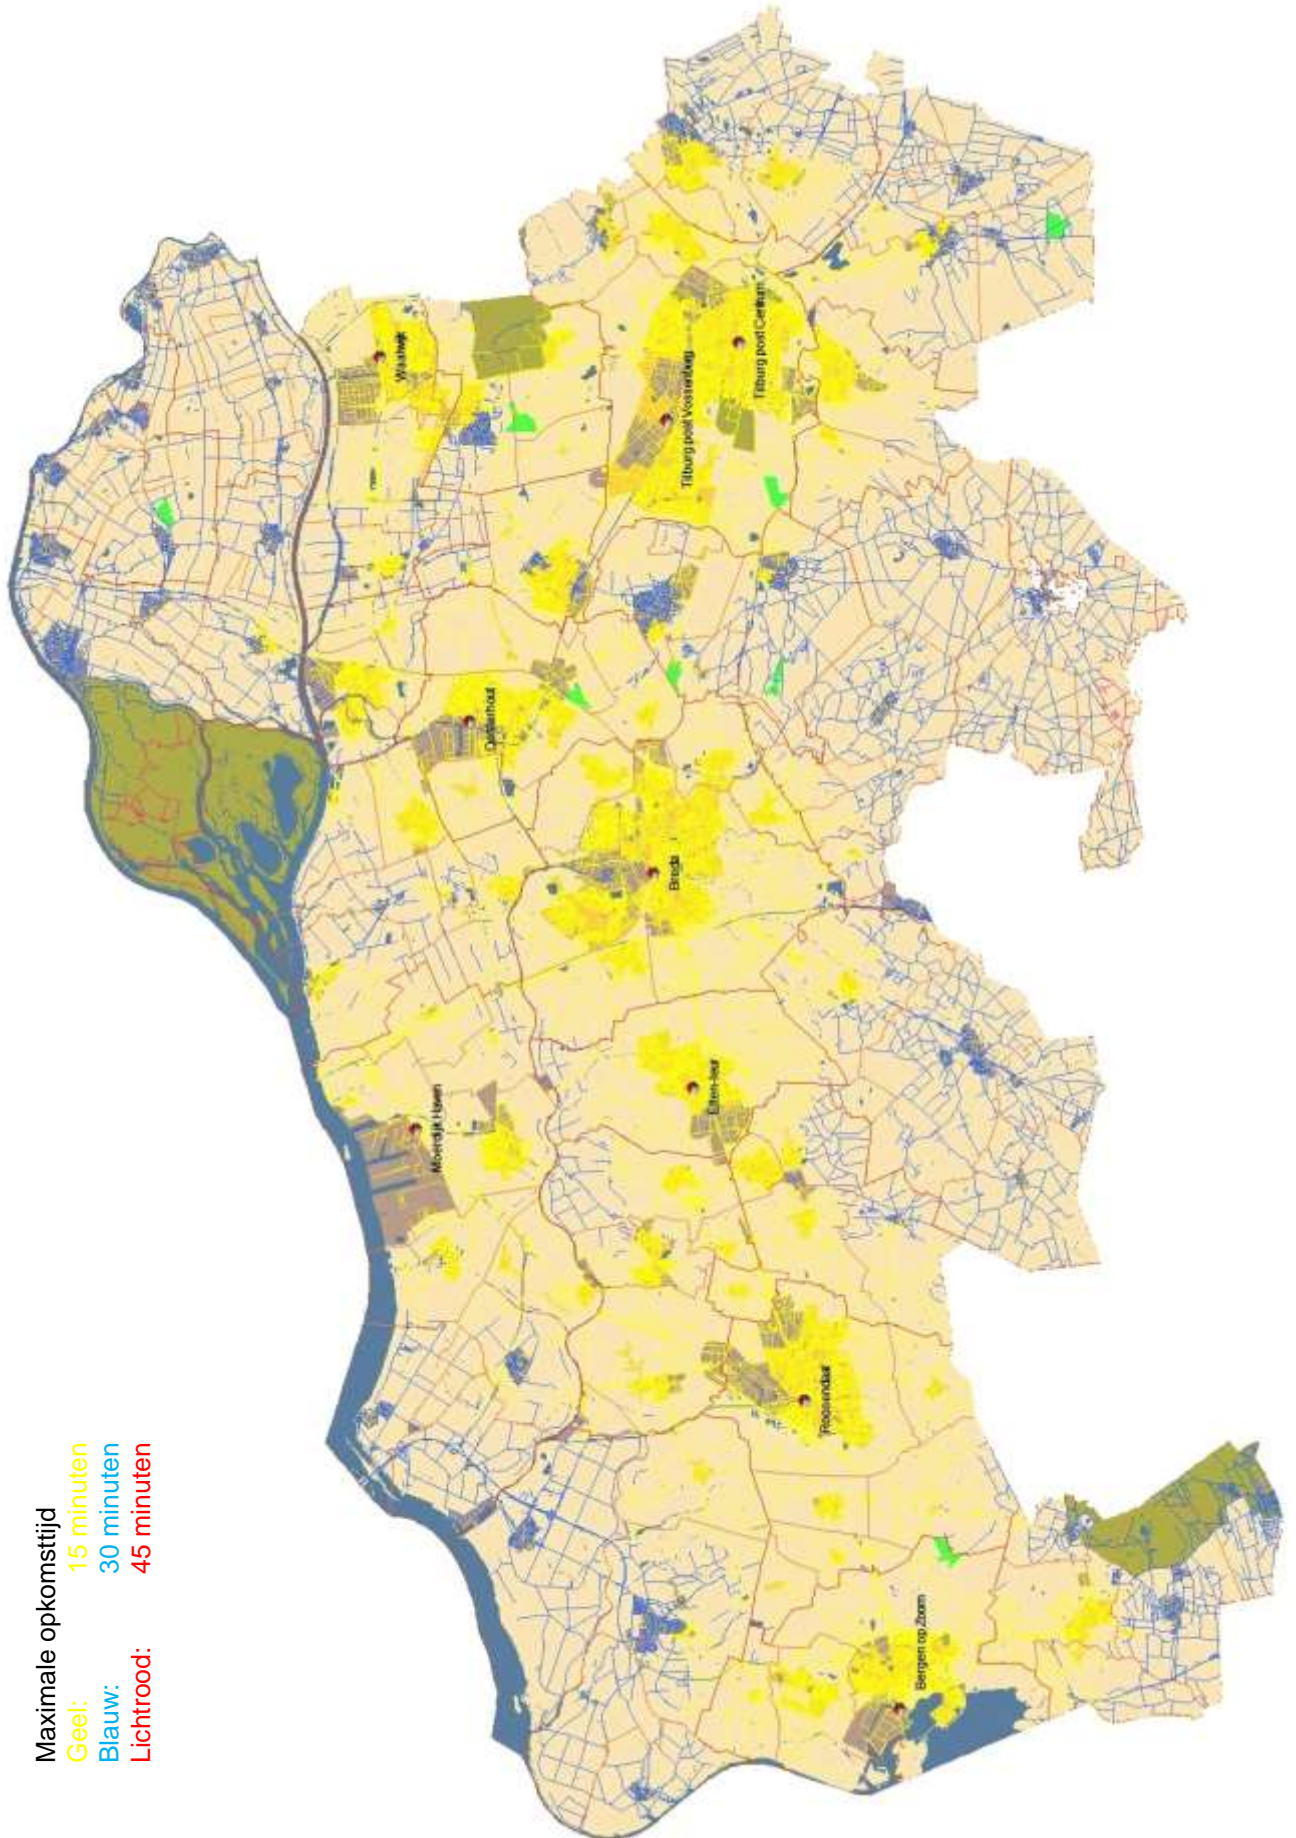 Maximale opkomsttijd
Geel: 15 minuten
Blauw: 30 minuten
Lichtrood: 45 minuten
Waalwijk
Tilburg post Vossenberg
Tilburg post Centrum
Oosterhout
Breda
Moerdijk Haven
Etten-leur
Roosendaal
Bergen op Zoom